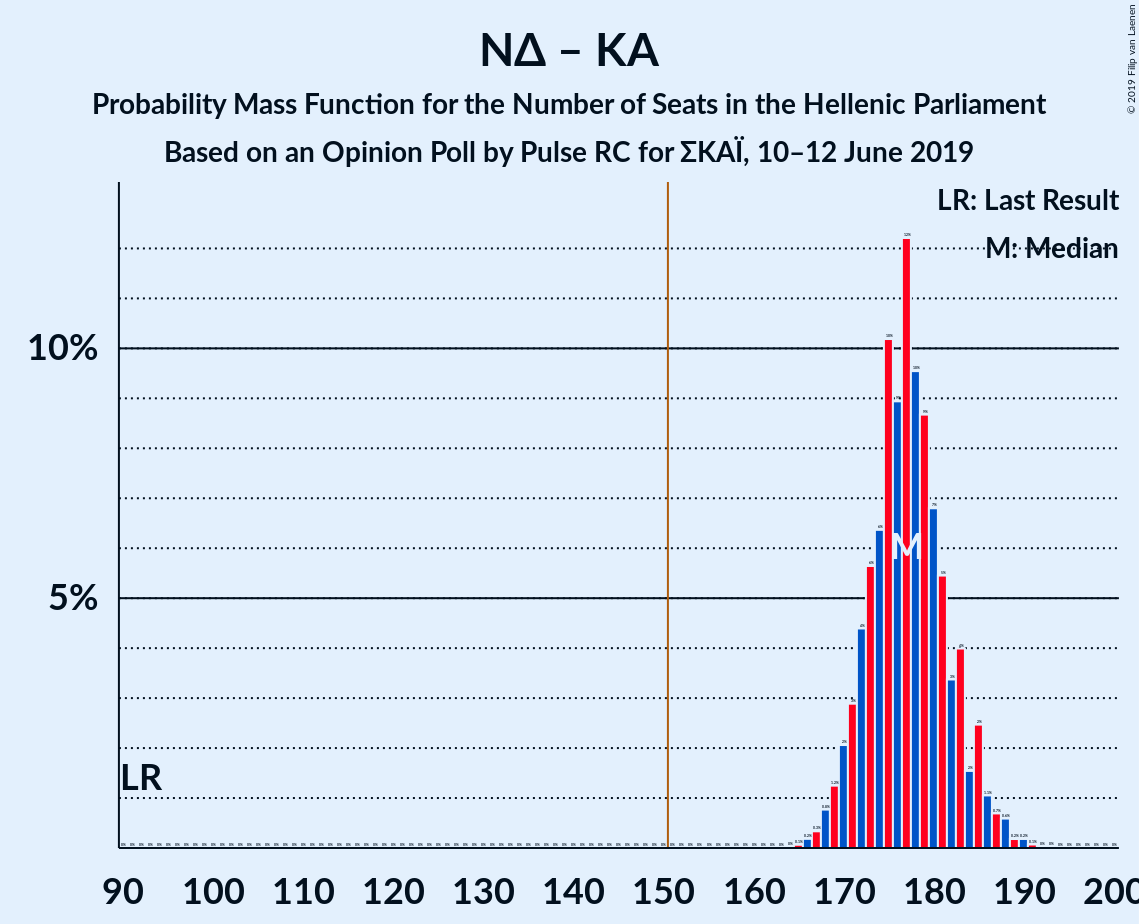 ΝΔ – ΚΑ
Probability Mass Function for the Number of Seats in the Hellenic Parliament
Based on an Opinion Poll by Pulse RC for ΣΚΑΪ, 10–12 June 2019
© 2019 Filip van Laenen
LR: Last Result
M: Median
10%
5%
LR
M
90 100 110 120 130 140 150 160 170 180 190 200